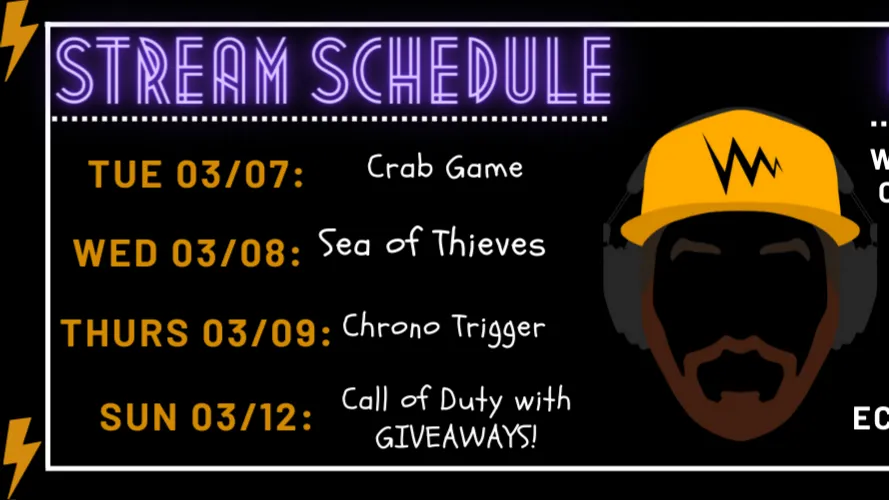 STREAM SCHEDULE
TUE 03/07: Crab Game
WED 03/08: Sea of Thieves
THURS 03/09: Chrono Trigger
SUN 03/12: Call of Duty with
GIVEAWAYS!